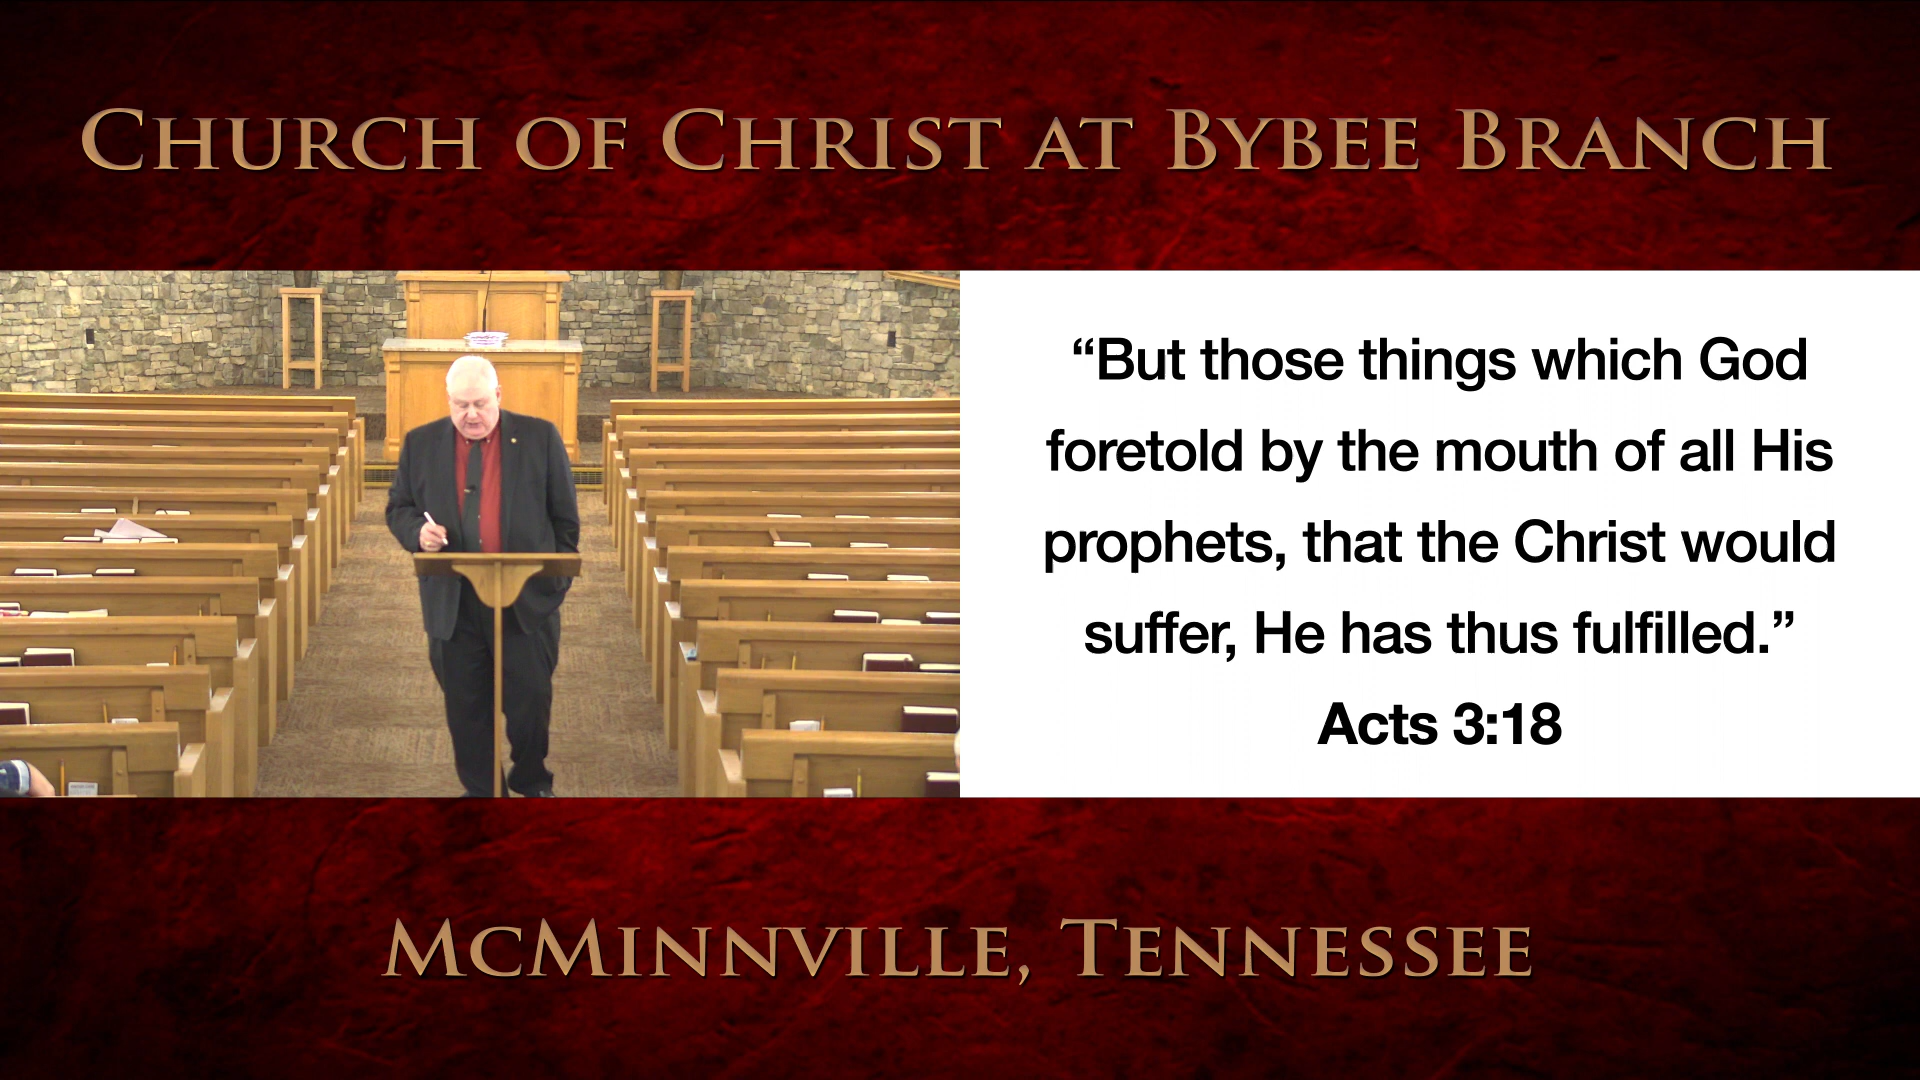 Church of Christ at Bybee Branch
“But those things which God
foretold by the mouth of all His
prophets, that the Christ would
suffer, He has thus fulfilled.”
Acts 3:18
McMinnville, Tennessee